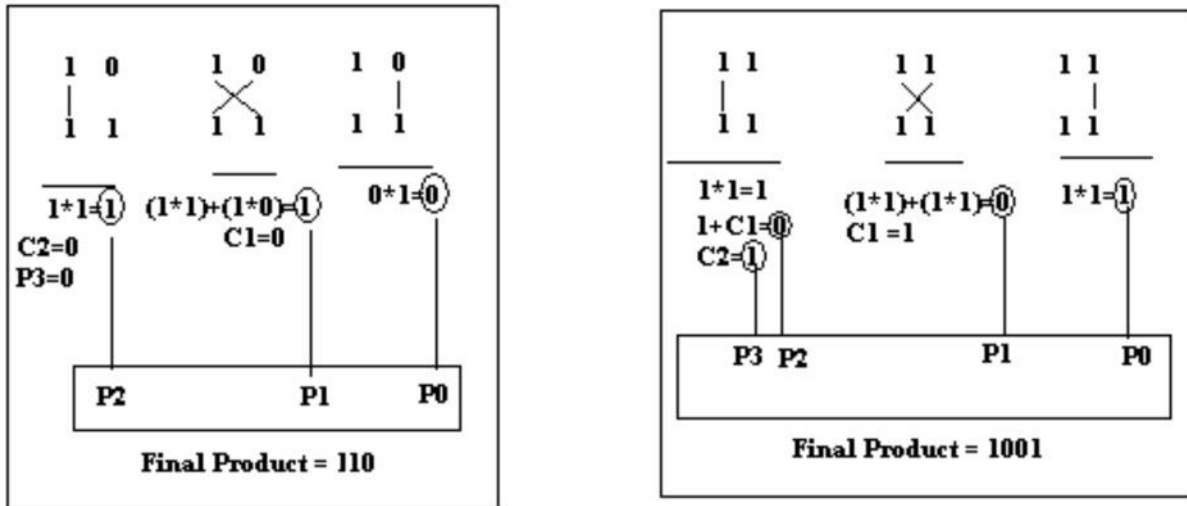 1 0 1 0 1 0
1 1 1 1 1 1
1*1=1 (1*1)+(1*0)=1 0*1=0
C2=0 C1=0
P3=0
P2 P1 P0
Final Product = 110
1 1 1 1 1 1
1 1 1 1 1 1
1*1=1 (1*1)+(1*1)=0 1*1=1
1+C1=0 C1 =1
C2=1
P3 P2 P1 P0
Final Product = 1001